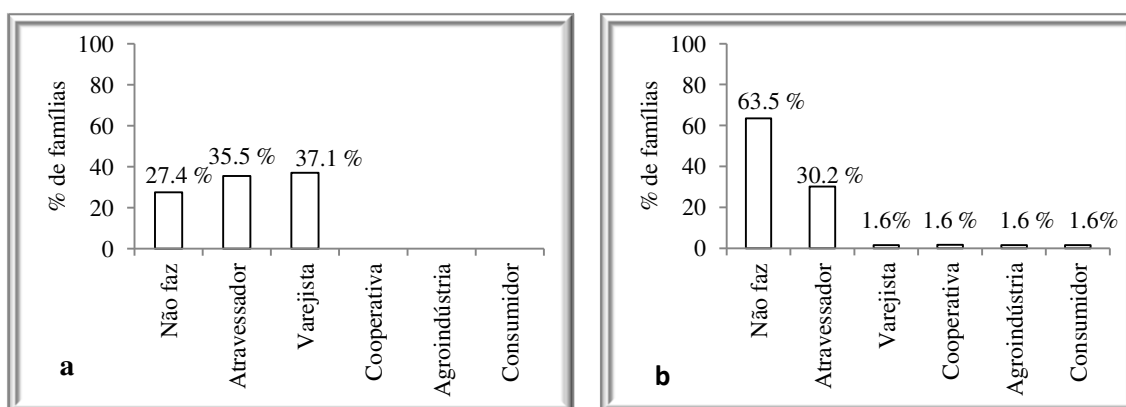 100
80
60
40
20
0
% de famílias
27.4 %
35.5 %
37.1 %
Não faz
Atravessador
Varejista
Cooperativa
Agroindústria
Consumidor
a
100
80
60
40
20
0
% de famílias
63.5 %
30.2 %
1.6%
1.6 %
1.6 %
1.6%
Não faz
Atravessador
Varejista
Cooperativa
Agroindústria
Consumidor
b